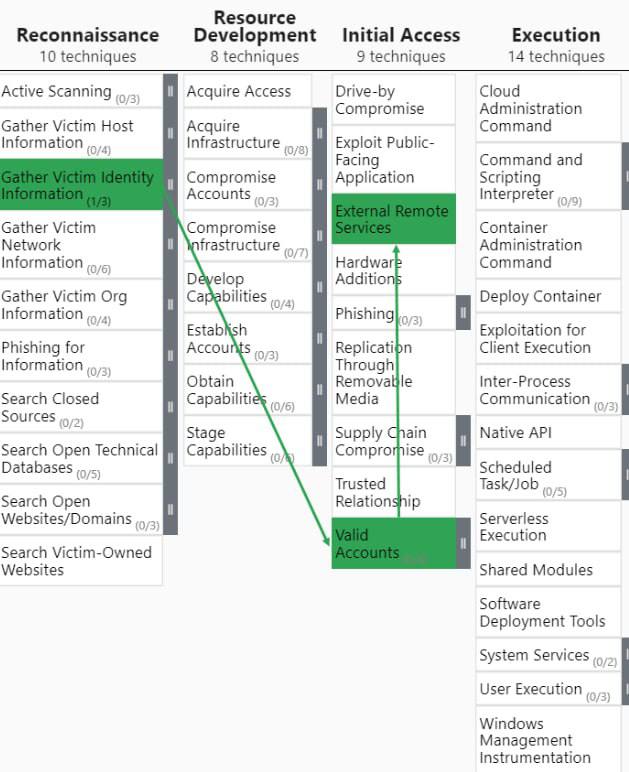 Reconnaissance
10 techniques
Active Scanning (0/3)
Gather Victim Host
Information (0/4)
Gather Victim Identity
Information (1/3)
Gather Victim
Network
Information (0/6)
Gather Victim Org
Information (0/4)
Phishing for
Information (0/3)
Search Closed
Sources (0/2)
Search Open Technical
Databases (0/5)
Search Open
Websites/Domains (0/3)
Search Victim-Owned
Websites
Resource
Development
8 techniques
Acquire Access
Acquire
Infrastructure (0/8)
Compromise
Accounts (0/3)
Compromise
Infrastructure (0/7)
Develop
Capabilities (0/4)
Establish
Accounts (0/3)
Obtain
Capabilities (0/6)
Stage
Capabilities (0/6)
Initial Access
9 techniques
Drive-by
Compromise
Exploit Public-
Facing
Application
External Remote
Services
Hardware
Additions
Phishing (0/3)
Replication
Through
Removable
Media
Supply Chain
Compromise (0/3)
Trusted
Relationship
Valid
Accounts
Execution
14 techniques
Cloud
Administration
Command
Command and
Scripting
Interpreter (0/9)
Container
Administration
Command
Deploy Container
Exploitation for
Client Execution
Inter-Process
Communication (0/3)
Native API
Scheduled
Task/Job (0/5)
Serverless
Execution
Shared Modules
Software
Deployment Tools
System Services (0/2)
User Execution (0/3)
Windows
Management
Instrumentation